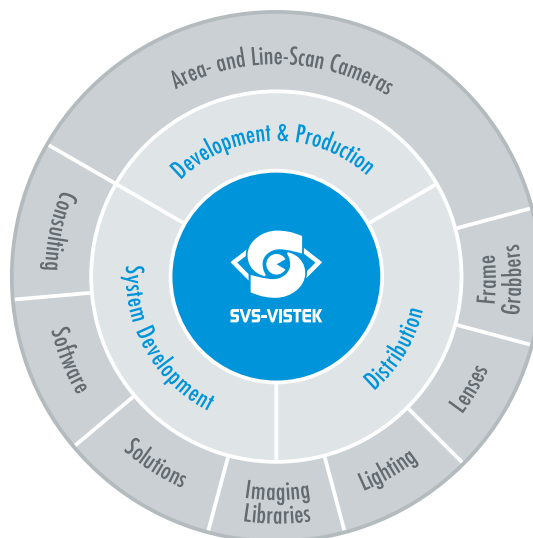 Area- and Line-Scan Cameras
Development & Production
SVS-VISTEK
System Development
Distribution
Consulting
Software
Solutions
Imaging
Libraries
Lighting
Lenses
Frame
Grabbers